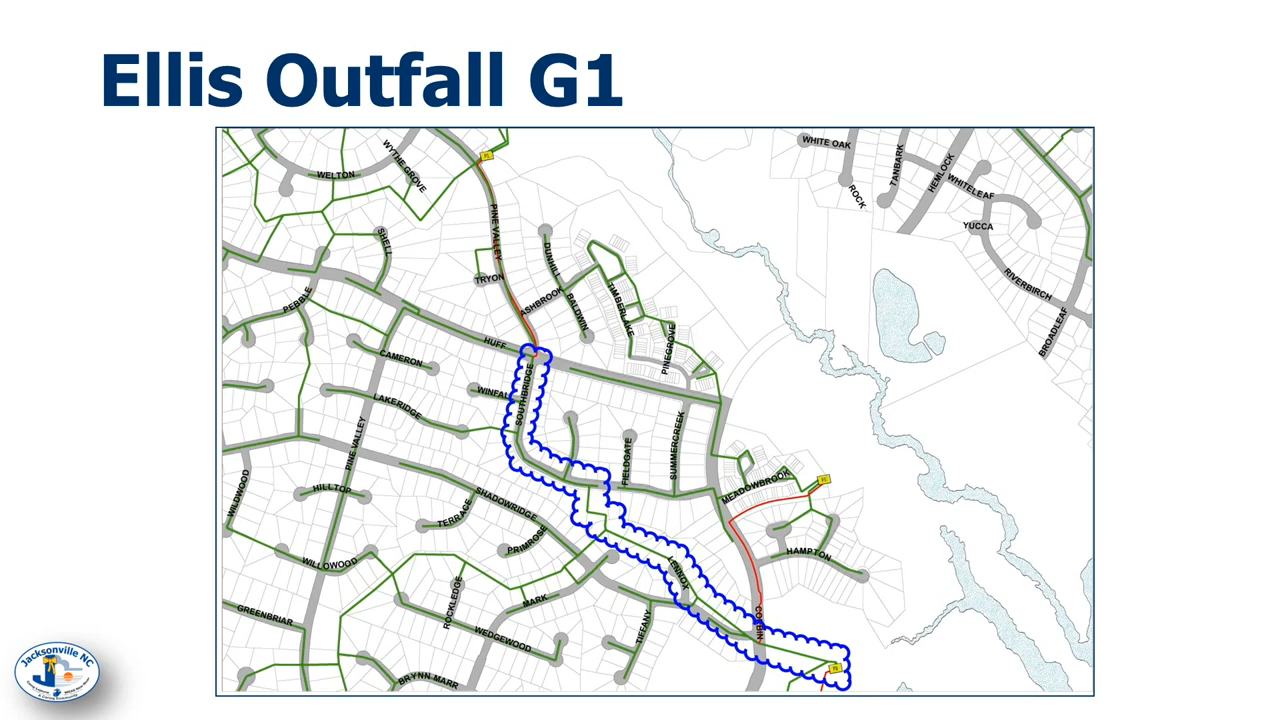 Ellis Outfall G1
WHITE OAK
WYTHE GROVE
TANBARK
HEMLOCK
WELTON
WHITELEAF
ROCK
PINE VALLEY
YUCCA
SHELL
DUNHILL
TRYON
RIVERBIRCH
PEBBLE
ASHBROOK
BALDWIN
TIMBERLAKE
BROADLEAF
HUFF
PINEGROVE
CAMERON
SOUTHBRIDGE
WINFAL
LAKERIDGE
PINE VALLEY
FIELDGATE
SUMMERCREEK
WILDWOOD
HILLTOP
MEADOWBROOK
SHADOWRIDGE
TERRACE
PRIMROSE
HAMPTON
WILLOWOOD
LENNOX
ROCKLEDGE
MARK
GREENBRIAR
CORBIN
TIFFANY
WEDGEWOOD
BRYNN MARR
Jacksonville NC